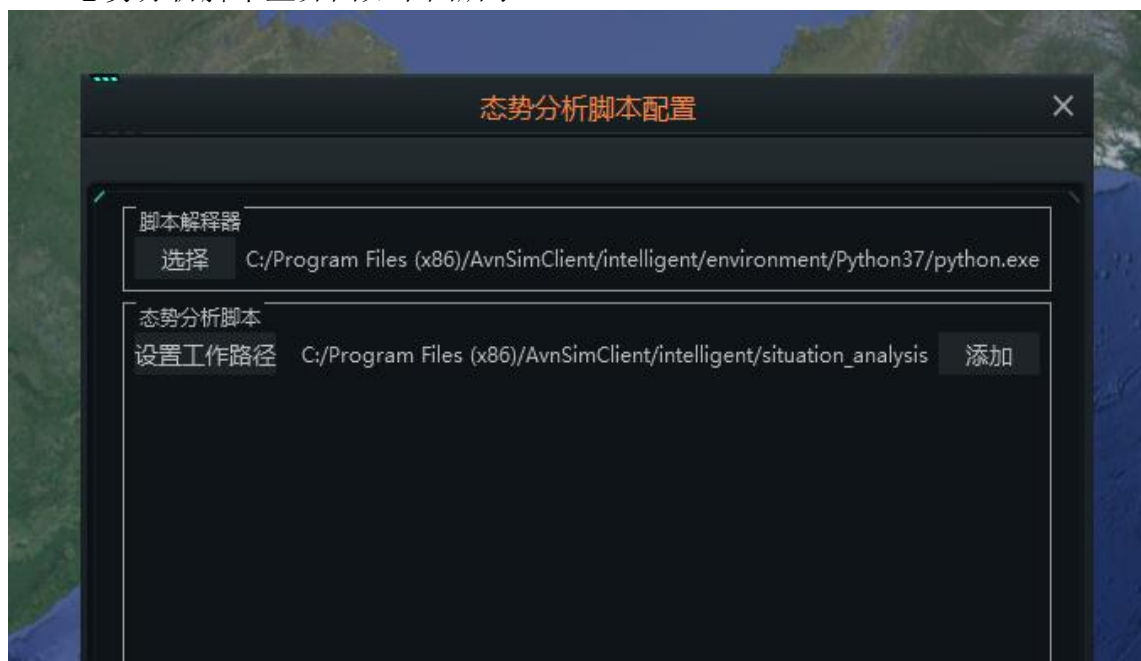 态势分析脚本配置
脚本解释器
选择 C:/Program Files (x86)/AvnSimClient/intelligent/environment/Python37/python.exe
态势分析脚本
设置工作路径 C:/Program Files (x86)/AvnSimClient/intelligent/situation_analysis 添加